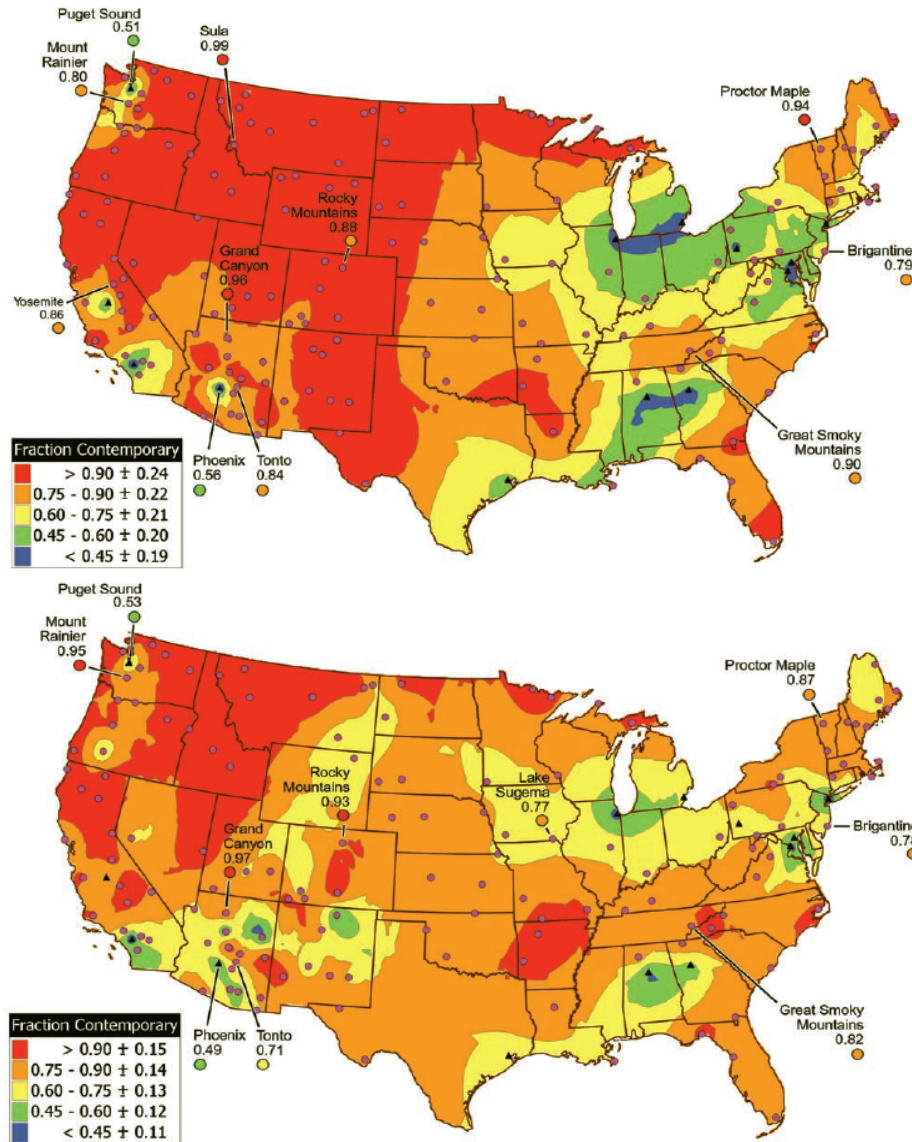 Puget Sound
0.51
Mount
Rainier
0.80
Sula
0.99
Proctor Maple
0.94
Rocky
Mountains
0.88
Grand
Canyon
0.96
Brigantine
0.79
Yosemite
0.86
Great Smoky
Mountains
0.90
Phoenix
0.56
Tonto
0.84
Fraction Contemporary
> 0.90 ± 0.24
0.75 - 0.90 ± 0.22
0.60 - 0.75 ± 0.21
0.45 - 0.60 ± 0.20
< 0.45 ± 0.19
Puget Sound
0.53
Mount
Rainier
0.95
Proctor Maple
0.87
Rocky
Mountains
0.93
Lake
Sugema
0.77
Grand
Canyon
0.97
Brigantine
Great Smoky
Mountains
0.82
Phoenix
0.49
Tonto
0.71
Fraction Contemporary
> 0.90 ± 0.15
0.75 - 0.90 ± 0.14
0.60 - 0.75 ± 0.13
0.45 - 0.60 ± 0.12
< 0.45 ± 0.11